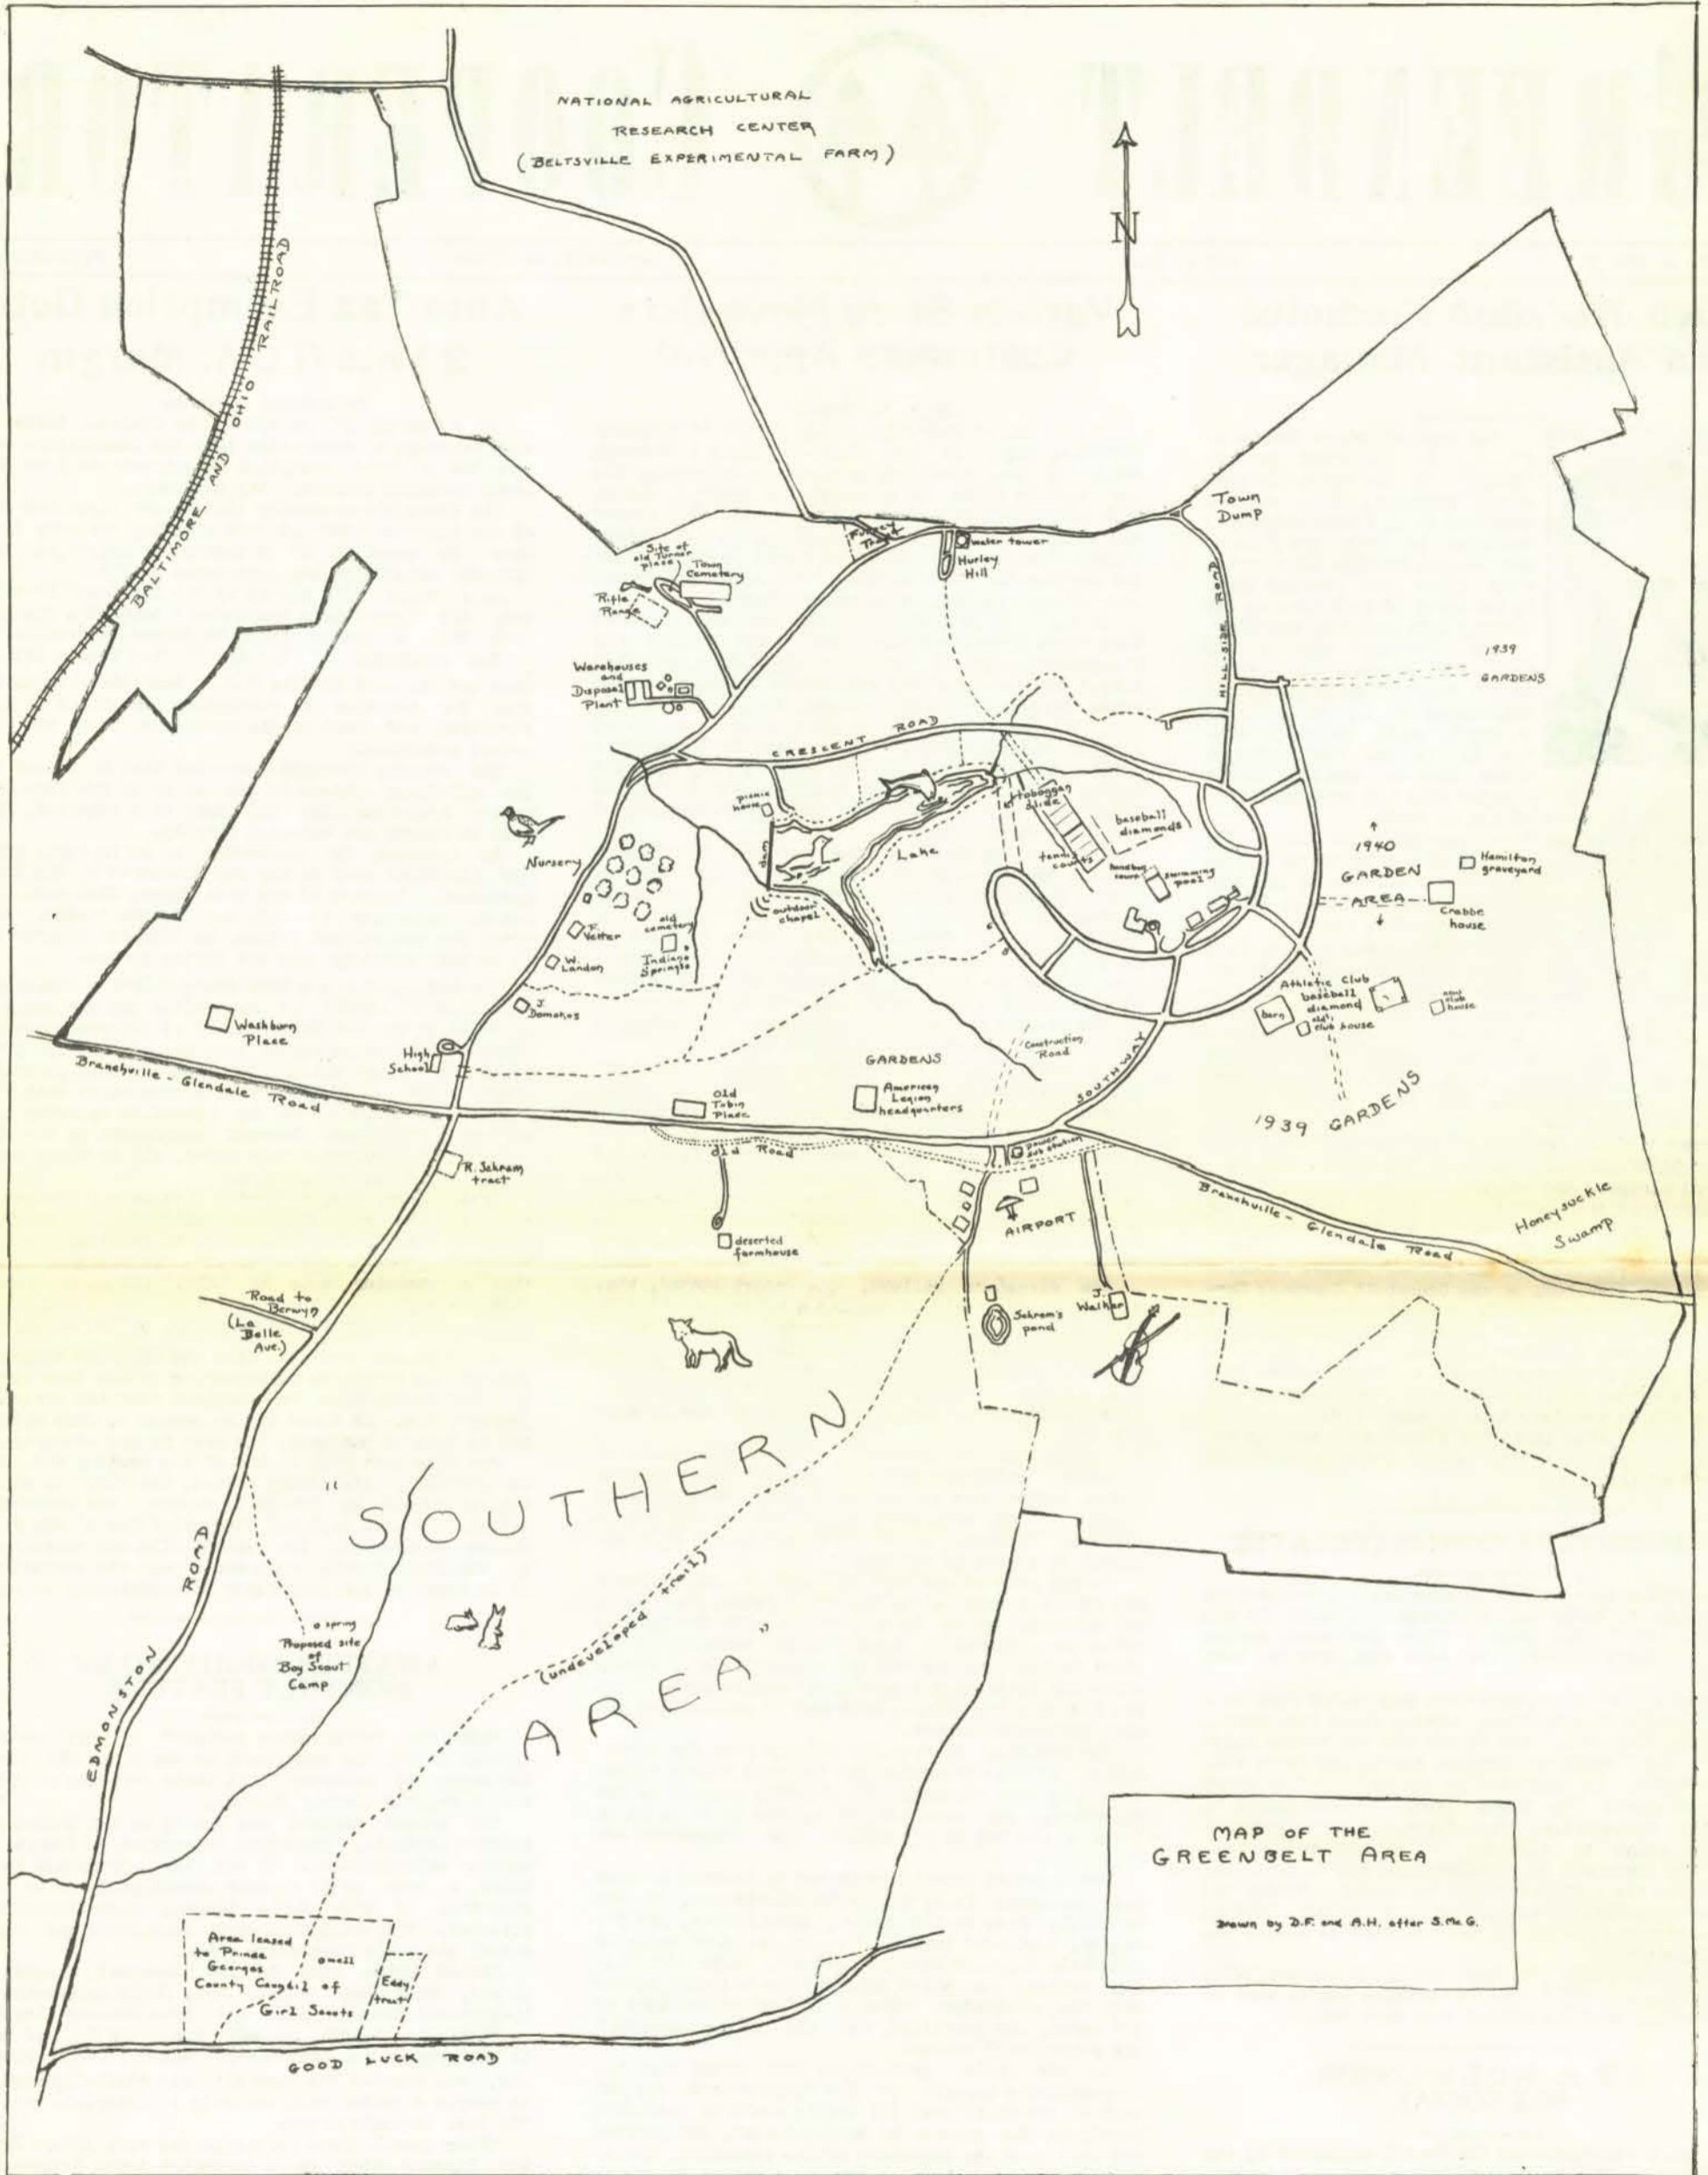 NATIONAL AGRICULTURAL
RESEARCH CENTER
(BELTSVILLE EXPERIMENTAL FARM)
N
BALTIMORE AND OHIO RAILROAD
Town
Dump
Tract
water tower
Hurley
Hill
Site of
old Turner
place
Town
Cemetery
Rifle
Range
HILL-SIDE ROAD
1939
GARDENS
Warehouses
and
Disposal
Plant
CRESCENT ROAD
picnic
house
toboggan
slide
baseball
diamonds
Nursery
dam
Lake
tennis
courts
handball
court
swimming
pool
1940
GARDEN
AREA
Hamilton
graveyard
Crabbe
house
outdoor
chapel
F.
Vetter
old
cemetery
W.
Landon
Indian
Springs
J.
Domokos
Athletic Club
baseball
diamond
barn
old
club house
new
club
house
Washburn
Place
High
School
Construction
Road
GARDENS
American
Legion
headquarters
SOUTHWAY
Old
Tobin
Place
Branchville - Glendale Road
1939 GARDENS
old Road
power
sub station
R. Schram
tract
AIRPORT
Branchville - Glendale Road
Honeysuckle
Swamp
deserted
farmhouse
Road to
Berwyn
(La
Belle
Ave.)
Schrom's
pond
J.
Walker
"SOUTHERN
AREA"
(undeveloped trail)
EDMONSTON ROAD
spring
Proposed site
of
Boy Scout
Camp
MAP OF THE
GREENBELT AREA
Drawn by D.F. and A.H. after S.McG.
Area leased
to Prince
Georges
County Council of
Girl Scouts
well
Eddy
tract
GOOD LUCK ROAD